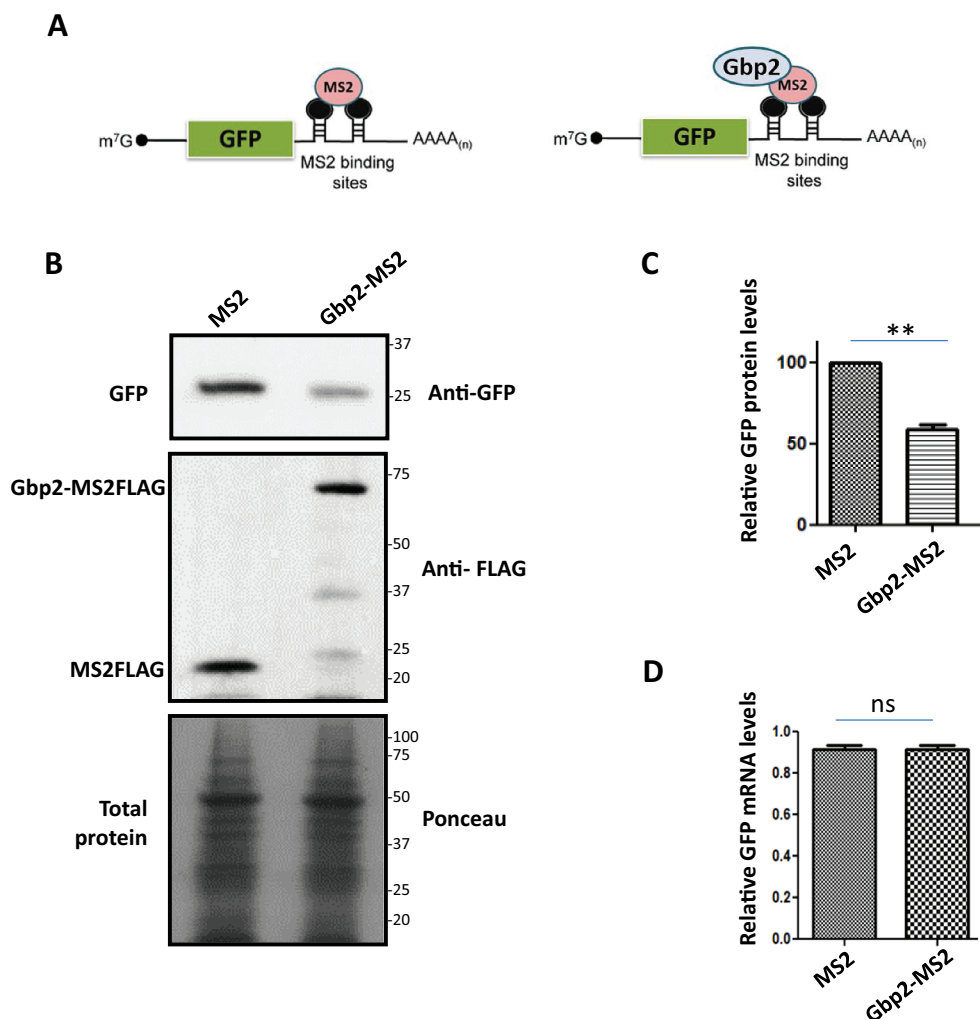 A
m⁷G GFP MS2 AAAA(n)
MS2 binding
sites
m⁷G GFP Gbp2 MS2 AAAA(n)
MS2 binding
sites
B
MS2 Gbp2-MS2
-37
GFP -25 Anti-GFP
-75
Gbp2-MS2FLAG
-50
Anti- FLAG
-37
-25
MS2FLAG
-20
-100
-75
-50
Total
protein
Ponceau
-37
-25
-20
C
Relative GFP protein levels
**
100
50
0
MS2 Gbp2-MS2
D
Relative GFP mRNA levels
ns
1.0
0.8
0.6
0.4
0.2
0.0
MS2 Gbp2-MS2